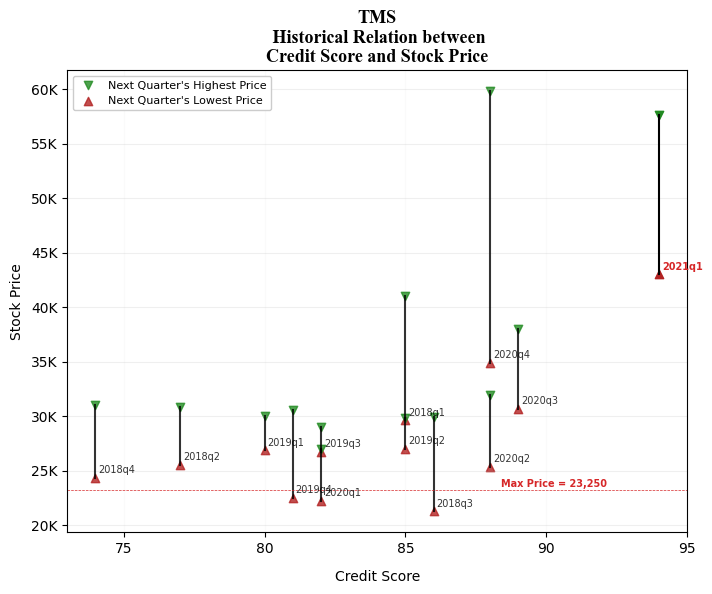 TMS
Historical Relation between
Credit Score and Stock Price
Next Quarter's Highest Price
Next Quarter's Lowest Price
60K
55K
50K
45K
40K
35K
30K
25K
20K
Stock Price
2021q1
2020q4
2020q3
2018q1
2019q1
2019q3
2019q2
2018q2
2020q2
2018q4
Max Price = 23,250
2019q4
2020q1
2018q3
75
80
85
90
95
Credit Score